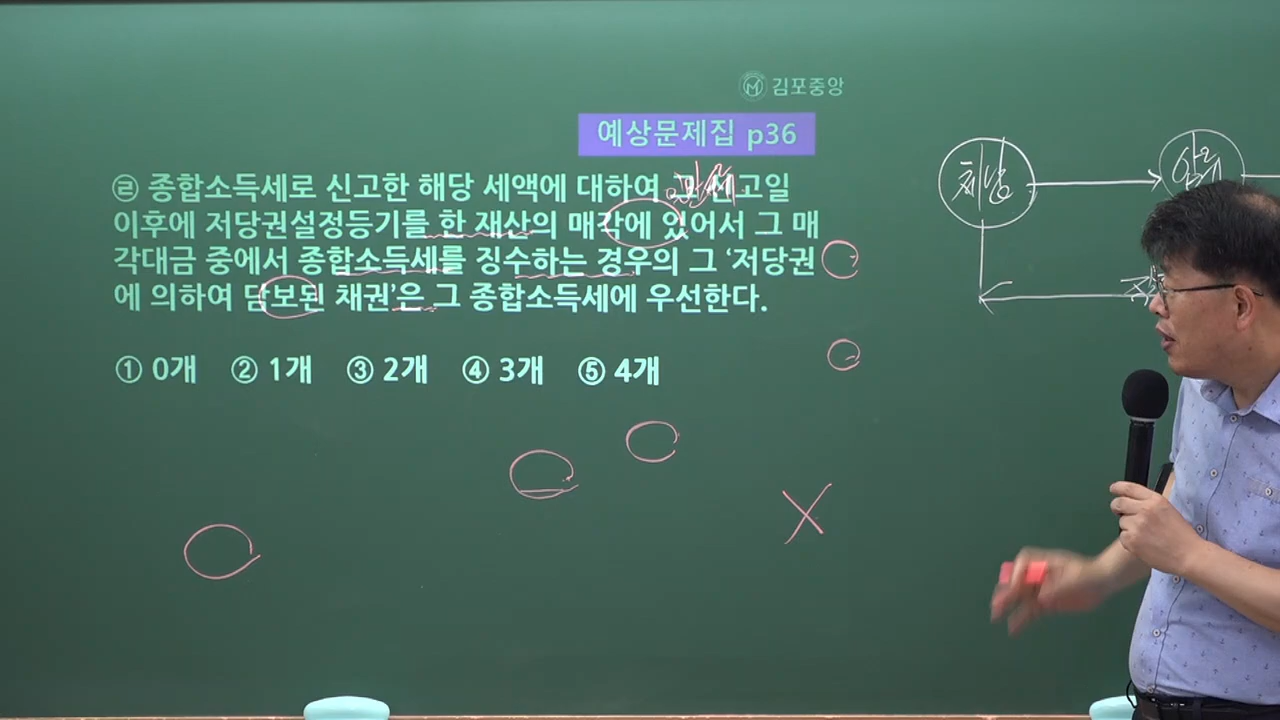 김포중앙
예상문제집 p36
㉣ 종합소득세로 신고한 해당 세액에 대하여 그 신고일
이후에 저당권설정등기를 한 재산의 매각에 있어서 그 매
각대금 중에서 종합소득세를 징수하는 경우의 그 ‘저당권
에 의하여 담보된 채권’은 그 종합소득세에 우선한다.
① 0개 ② 1개 ③ 2개 ④ 3개 ⑤ 4개
체납
압류
X